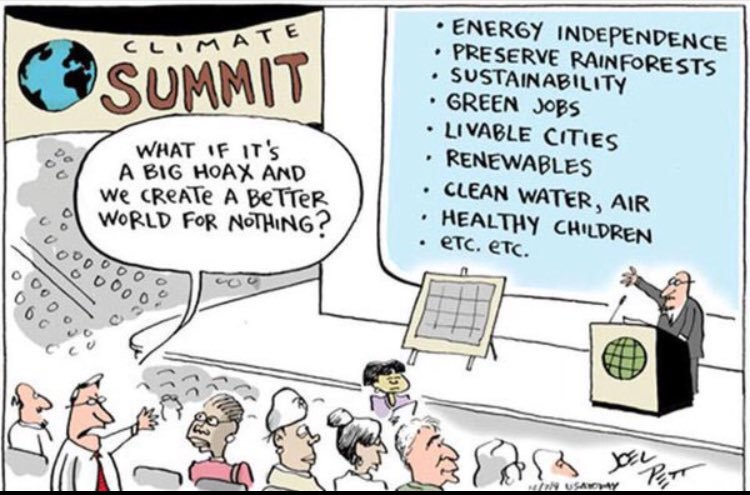 CLIMATE
SUMMIT
WHAT IF IT'S
A BIG HOAX AND
WE CREATE A BETTER
WORLD FOR NOTHING?
• ENERGY INDEPENDENCE
• PRESERVE RAINFORESTS
• SUSTAINABILITY
• GREEN JOBS
• LIVABLE CITIES
• RENEWABLES
• CLEAN WATER, AIR
• HEALTHY CHILDREN
• ETC. ETC.
JOEL
PETT
USA TODAY